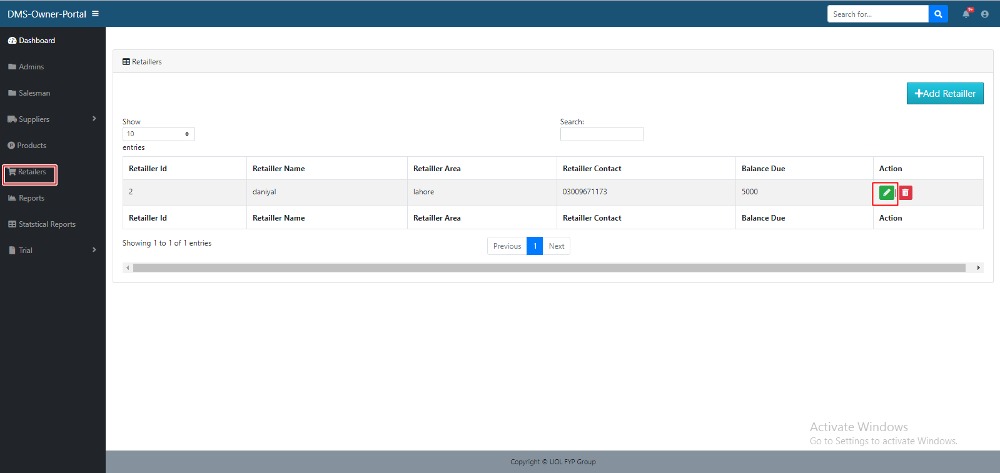 DMS-Owner-Portal
Search for...
9+
Dashboard
Admins
Salesman
Suppliers
Products
Retailers
Reports
Statstical Reports
Trial
Retaillers
Add Retailler
Show
10
entries
Search:
Retailler Id Retailler Name Retailler Area Retailler Contact Balance Due Action
2 daniyal lahore 03009671173 5000 |
Retailler Id Retailler Name Retailler Area Retailler Contact Balance Due Action
Showing 1 to 1 of 1 entries
Previous 1 Next
Activate Windows
Go to Settings to activate Windows.
Copyright © UOL FYP Group